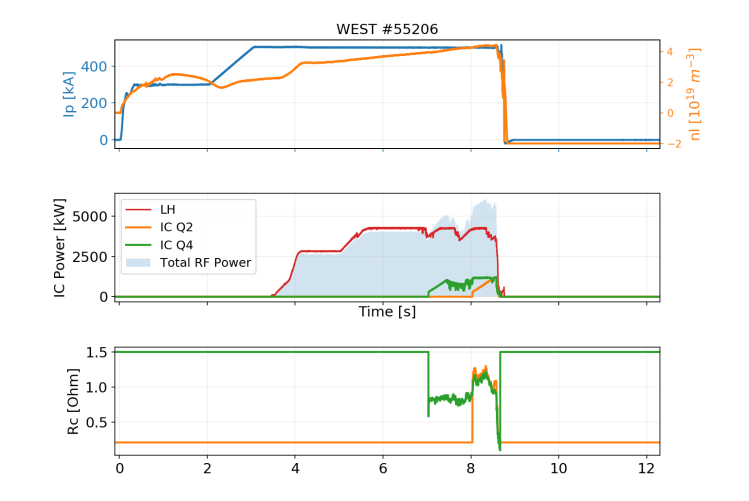 WEST #55206
Ip [kA]
400
200
0
4
2
0
−2
nl [10^19 m^−3]
IC Power [kW]
5000
2500
0
LH
IC Q2
IC Q4
Total RF Power
Time [s]
Rc [Ohm]
1.5
1.0
0.5
0 2 4 6 8 10 12